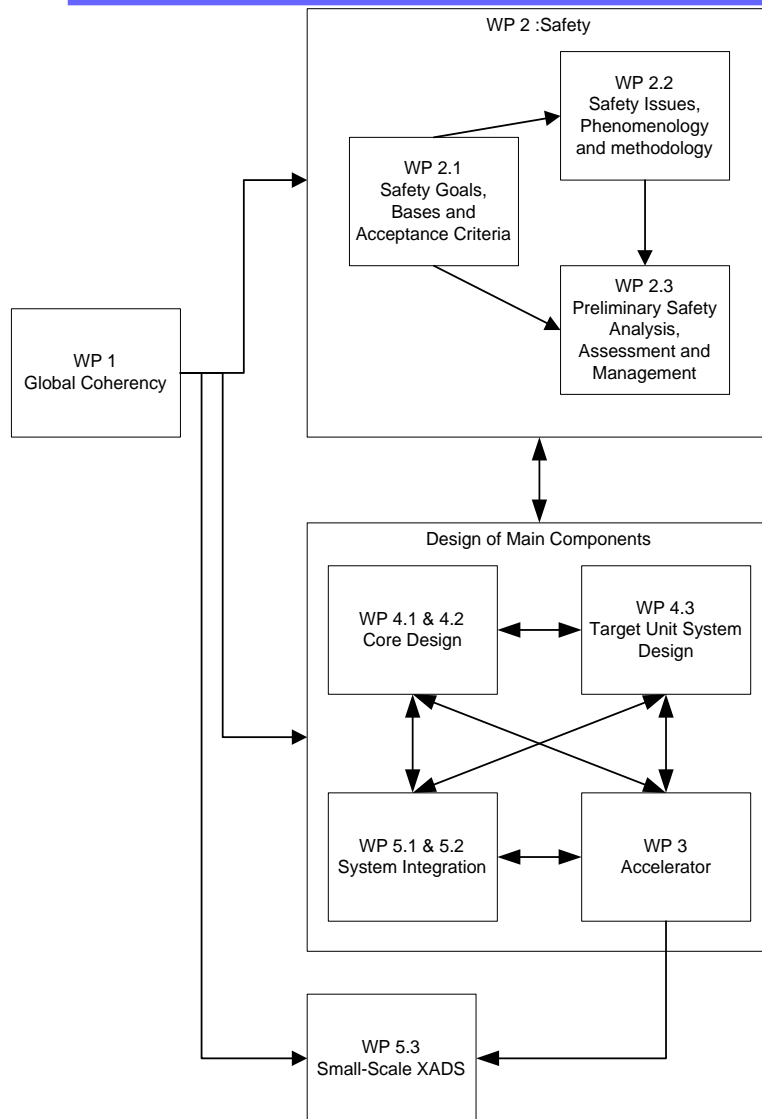 WP 2 :Safety
WP 2.2
Safety Issues,
Phenomenology
and methodology
WP 2.1
Safety Goals,
Bases and
Acceptance Criteria
WP 2.3
Preliminary Safety
Analysis,
Assessment and
Management
WP 1
Global Coherency
Design of Main Components
WP 4.1 & 4.2
Core Design
WP 4.3
Target Unit System
Design
WP 5.1 & 5.2
System Integration
WP 3
Accelerator
WP 5.3
Small-Scale XADS